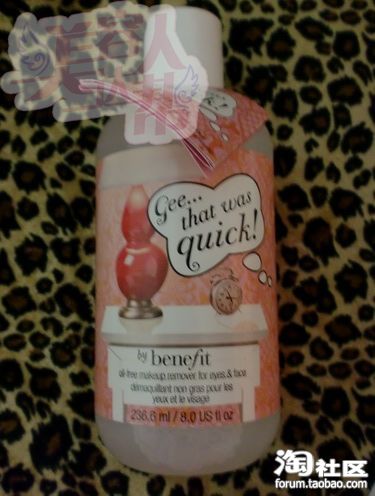 美容人
帮
Gee...
that was
quick!
by benefit
oil-free makeup remover for eyes & face
démaquillant non gras pour les
yeux et le visage
236.6 ml / 8.0 US fl oz
淘社区
forum.taobao.com